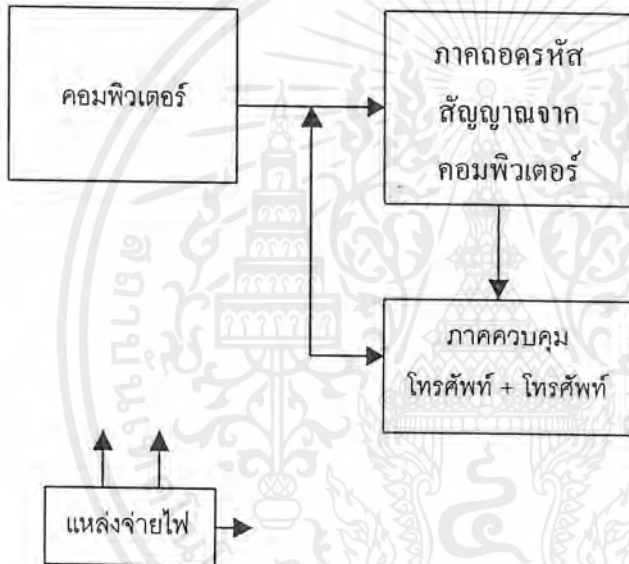 คอมพิวเตอร์
ภาคถอดรหัส
สัญญาณจาก
คอมพิวเตอร์
ภาคควบคุม
โทรศัพท์ + โทรศัพท์
แหล่งจ่ายไฟ